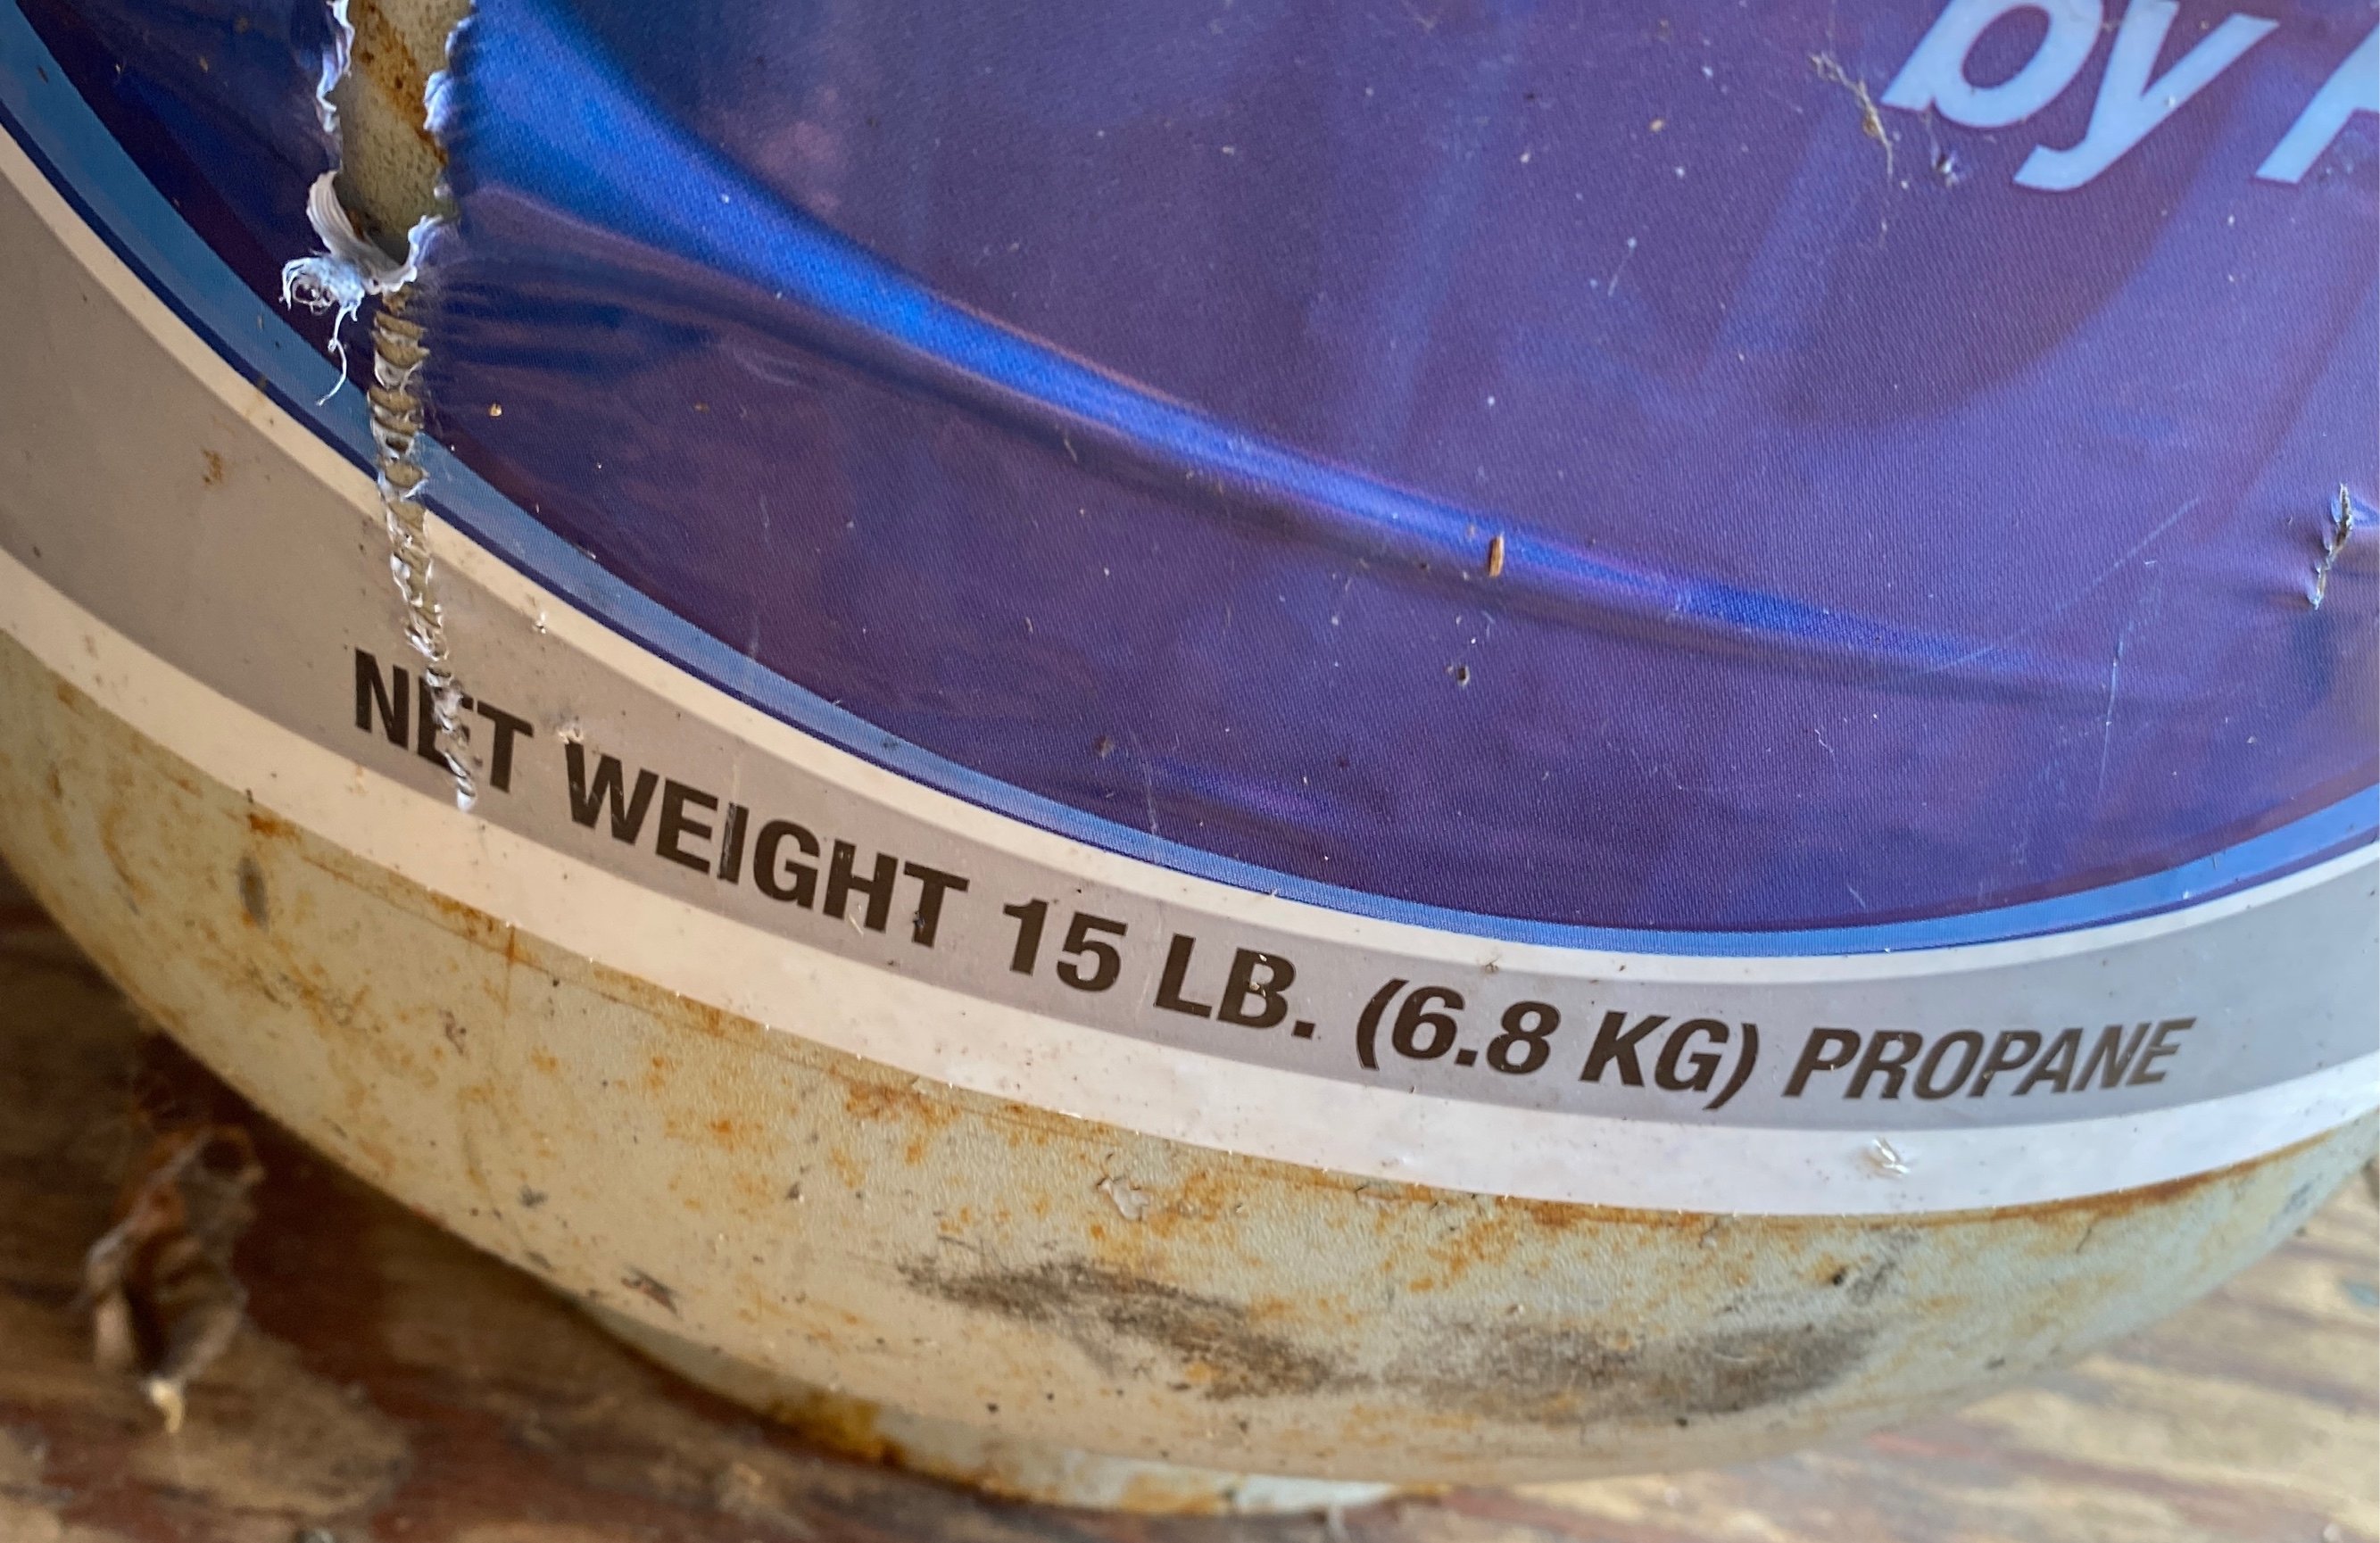 by
NET WEIGHT 15 LB. (6.8 KG) PROPANE